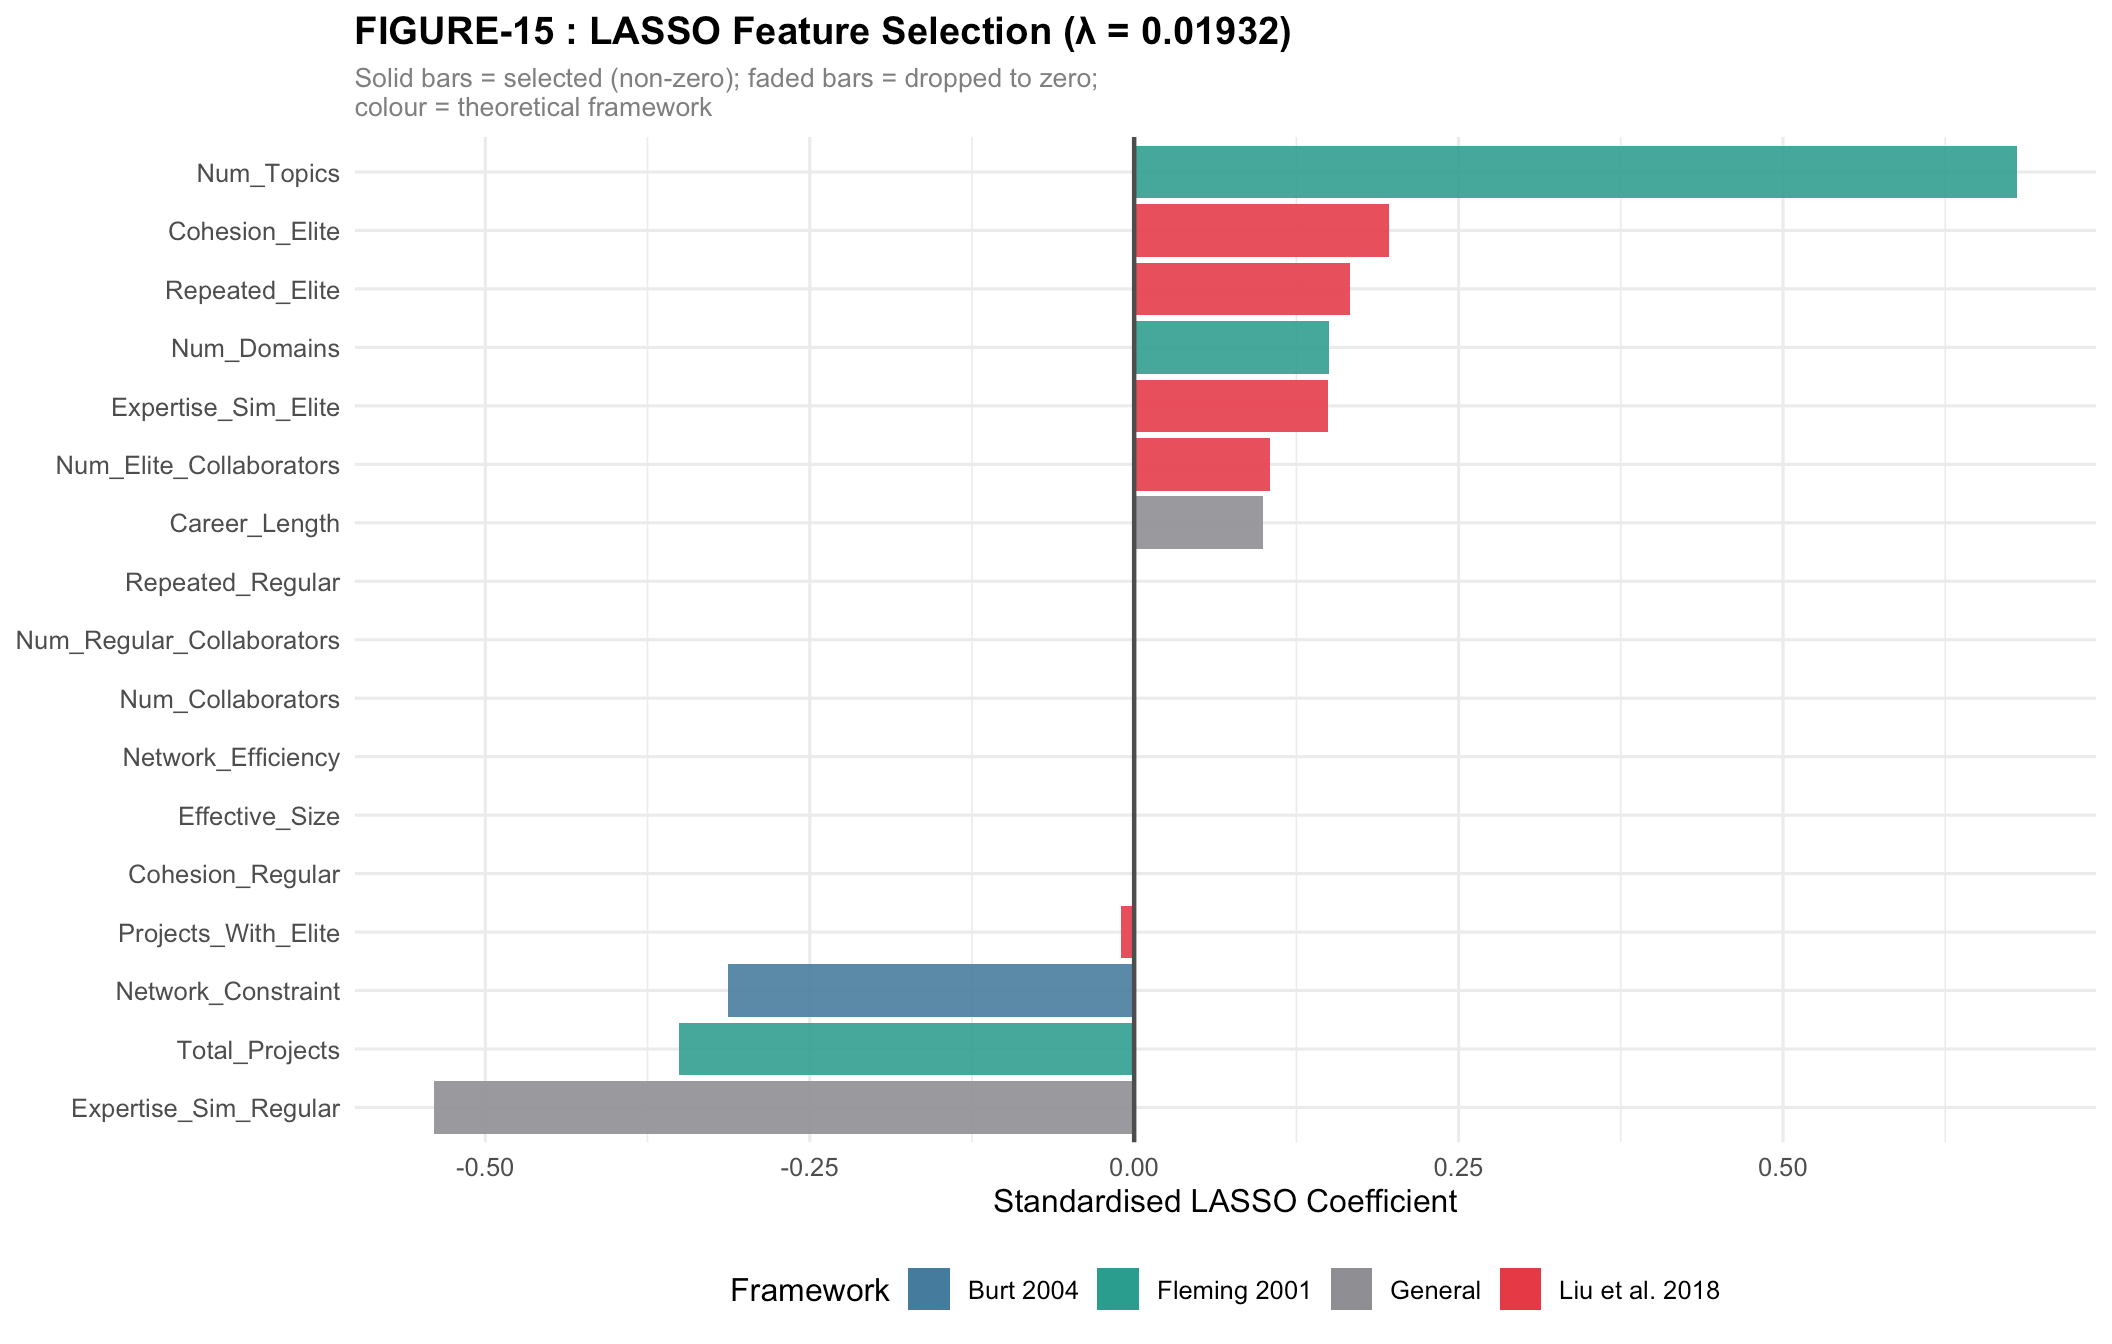 FIGURE-15 : LASSO Feature Selection (λ = 0.01932)
Solid bars = selected (non-zero); faded bars = dropped to zero;
colour = theoretical framework
Num_Topics
Cohesion_Elite
Repeated_Elite
Num_Domains
Expertise_Sim_Elite
Num_Elite_Collaborators
Career_Length
Repeated_Regular
Num_Regular_Collaborators
Num_Collaborators
Network_Efficiency
Effective_Size
Cohesion_Regular
Projects_With_Elite
Network_Constraint
Total_Projects
Expertise_Sim_Regular
-0.50 -0.25 0.00 0.25 0.50
Standardised LASSO Coefficient
Framework Burt 2004 Fleming 2001 General Liu et al. 2018